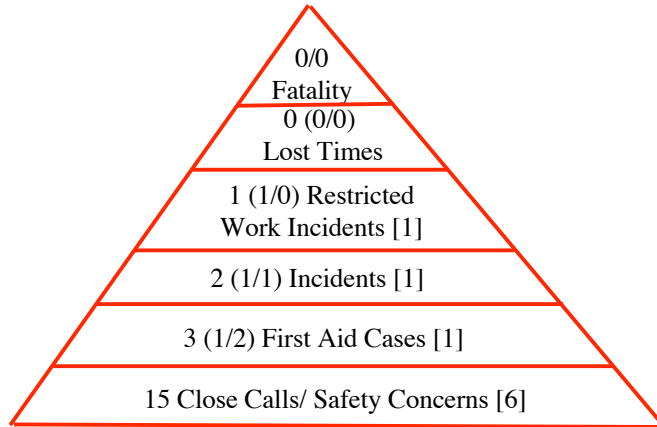 0/0
Fatality
0 (0/0)
Lost Times
1 (1/0) Restricted
Work Incidents [1]
2 (1/1) Incidents [1]
3 (1/2) First Aid Cases [1]
15 Close Calls/ Safety Concerns [6]